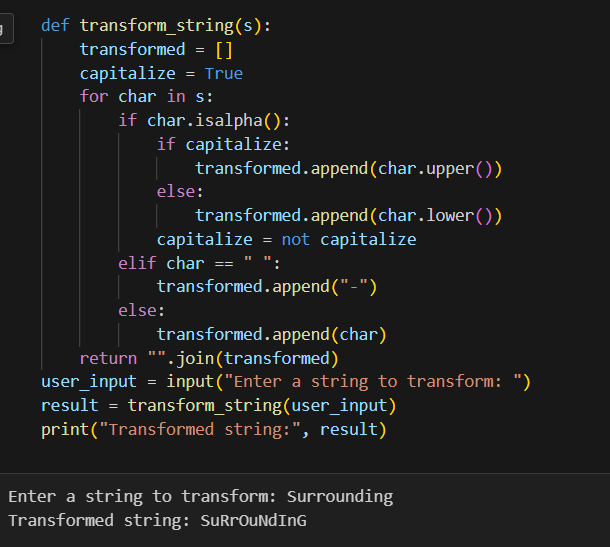 def transform_string(s):
    transformed = []
    capitalize = True
    for char in s:
        if char.isalpha():
            if capitalize:
                transformed.append(char.upper())
            else:
                transformed.append(char.lower())
            capitalize = not capitalize
        elif char == " ":
            transformed.append("-")
        else:
            transformed.append(char)
    return "".join(transformed)
user_input = input("Enter a string to transform: ")
result = transform_string(user_input)
print("Transformed string:", result)
Enter a string to transform: Surrounding
Transformed string: SuRrOuNdInG